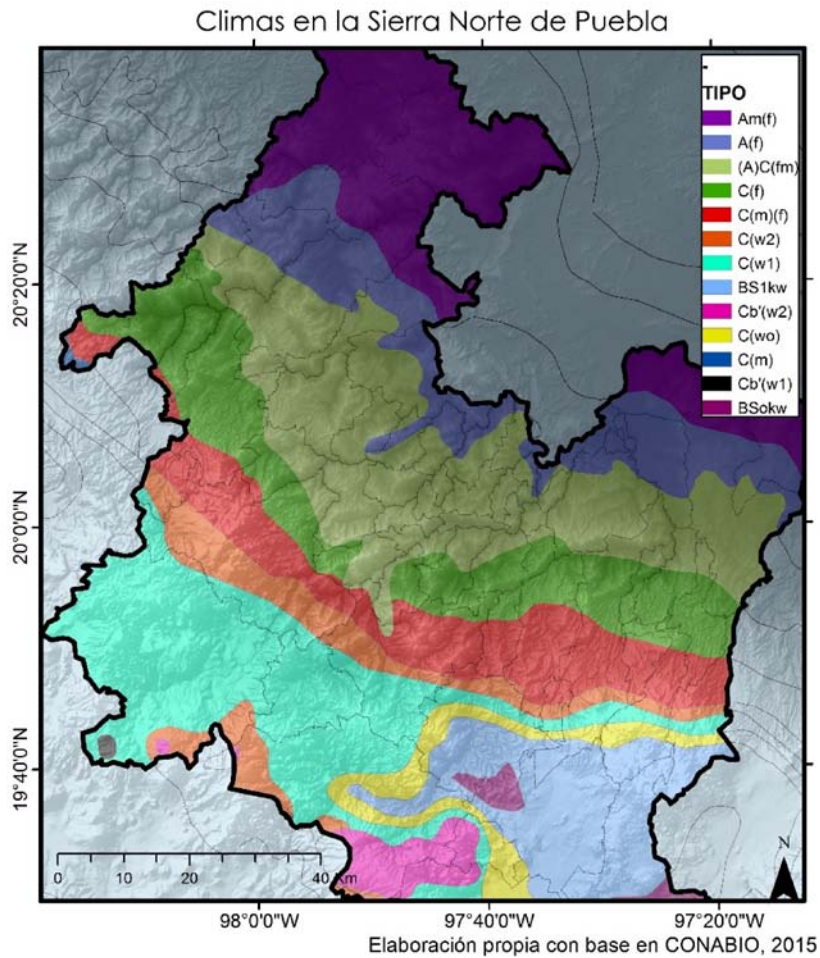 Climas en la Sierra Norte de Puebla
TIPO
Am(f)
A(f)
(A)C(fm)
C(f)
C(m)(f)
C(w2)
C(w1)
BS1kw
Cb'(w2)
C(wo)
C(m)
Cb'(w1)
BSokw
20°20'0"N
20°0'0"N
19°40'0"N
N
0 10 20 40 Km
98°0'0"W 97°40'0"W 97°20'0"W
Elaboración propia con base en CONABIO, 2015